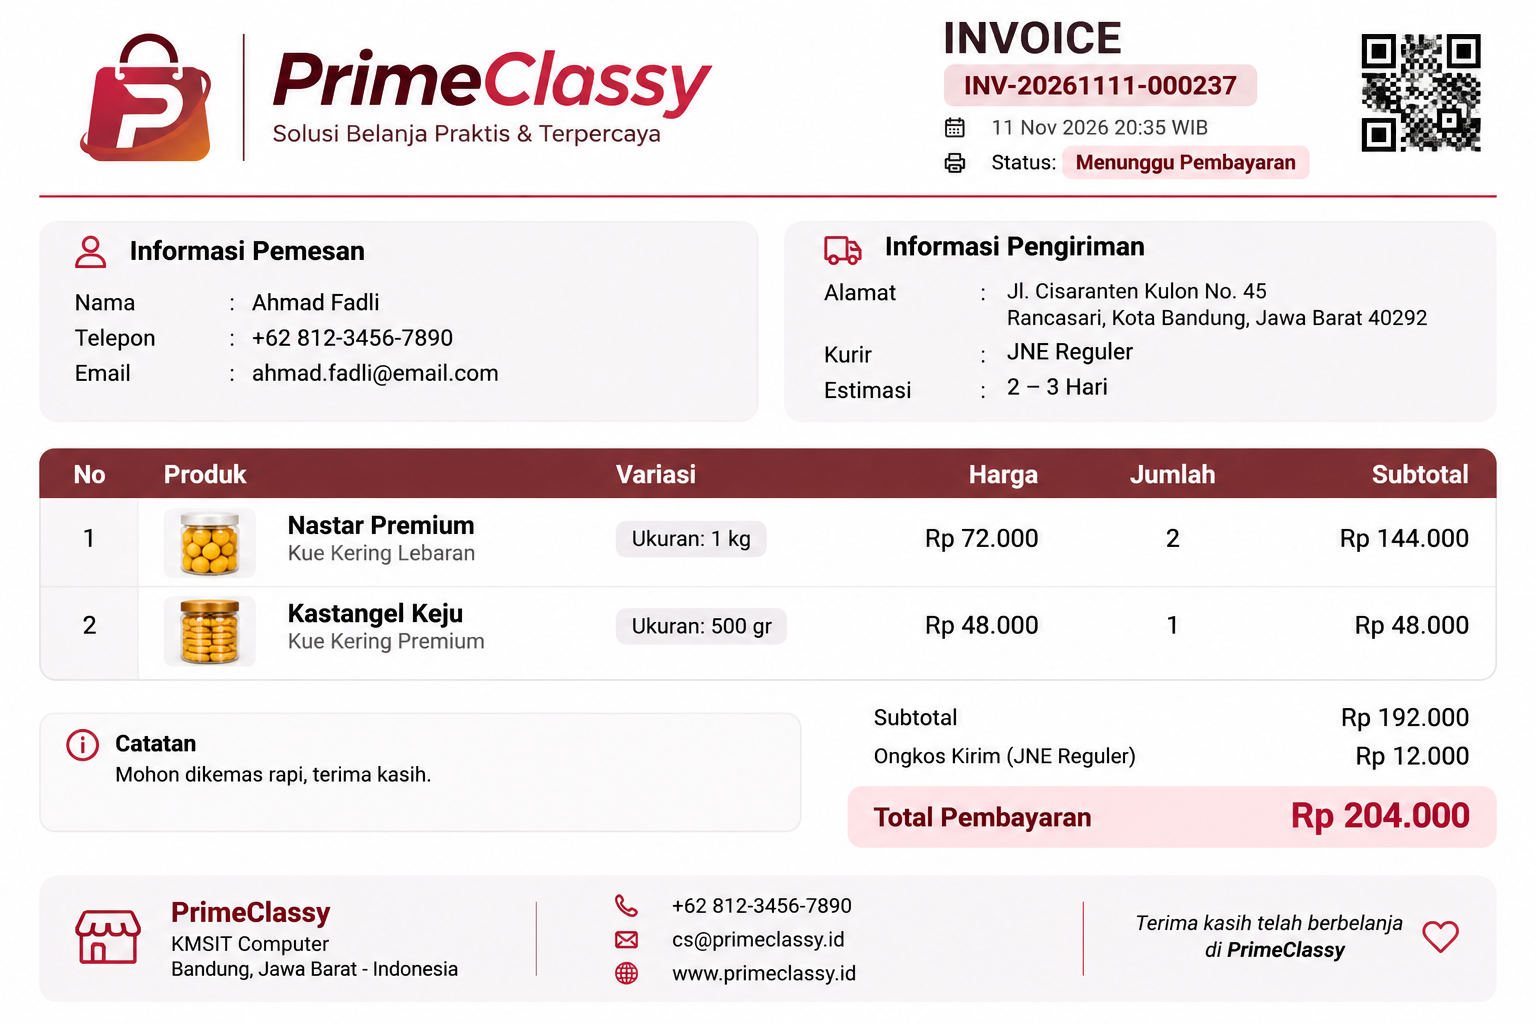 PrimeClassy
Solusi Belanja Praktis & Terpercaya
INVOICE
INV-20261111-000237
11 Nov 2026 20:35 WIB
Status: Menunggu Pembayaran
Informasi Pemesan
Nama : Ahmad Fadli
Telepon : +62 812-3456-7890
Email : ahmad.fadli@email.com
Informasi Pengiriman
Alamat : Jl. Cisaranten Kulon No. 45
Rancasari, Kota Bandung, Jawa Barat 40292
Kurir : JNE Reguler
Estimasi : 2 – 3 Hari
No Produk Variasi Harga Jumlah Subtotal
1 Nastar Premium Ukuran: 1 kg Rp 72.000 2 Rp 144.000
Kue Kering Lebaran
2 Kastangel Keju Ukuran: 500 gr Rp 48.000 1 Rp 48.000
Kue Kering Premium
Catatan
Mohon dikemas rapi, terima kasih.
Subtotal Rp 192.000
Ongkos Kirim (JNE Reguler) Rp 12.000
Total Pembayaran Rp 204.000
PrimeClassy
KMSIT Computer
Bandung, Jawa Barat - Indonesia
+62 812-3456-7890
cs@primeclassy.id
www.primeclassy.id
Terima kasih telah berbelanja
di PrimeClassy